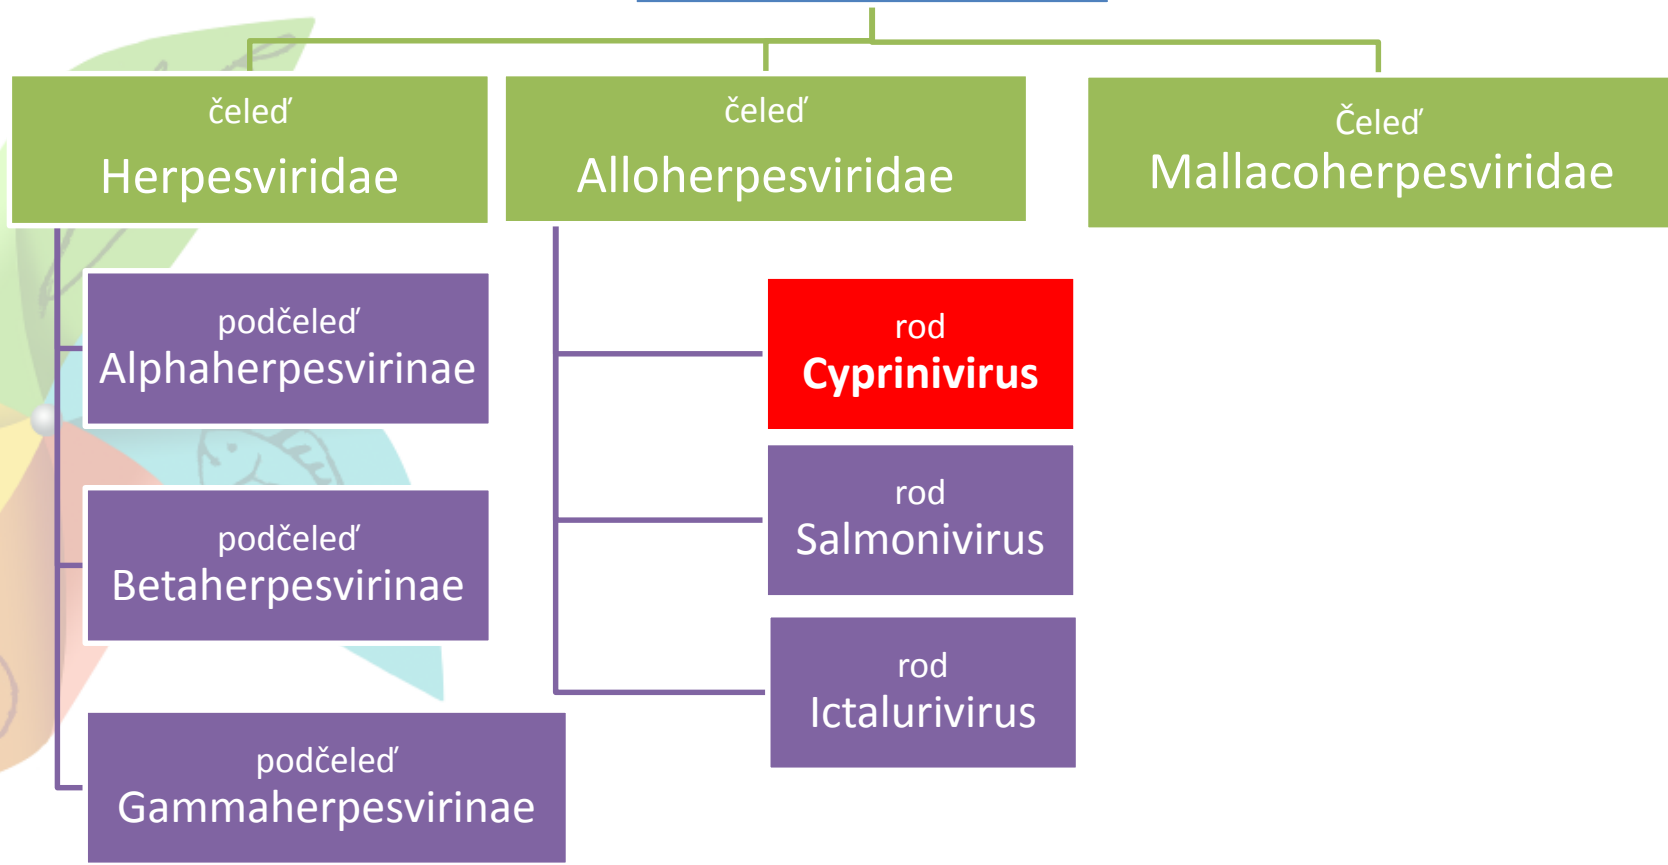 čeleď
Herpesviridae
čeleď
Alloherpesviridae
Čeleď
Mallacoherpesviridae
podčeleď
Alphaherpesvirinae
podčeleď
Betaherpesvirinae
podčeleď
Gammaherpesvirinae
rod
Cyprinivirus
rod
Salmonivirus
rod
Ictalurivirus